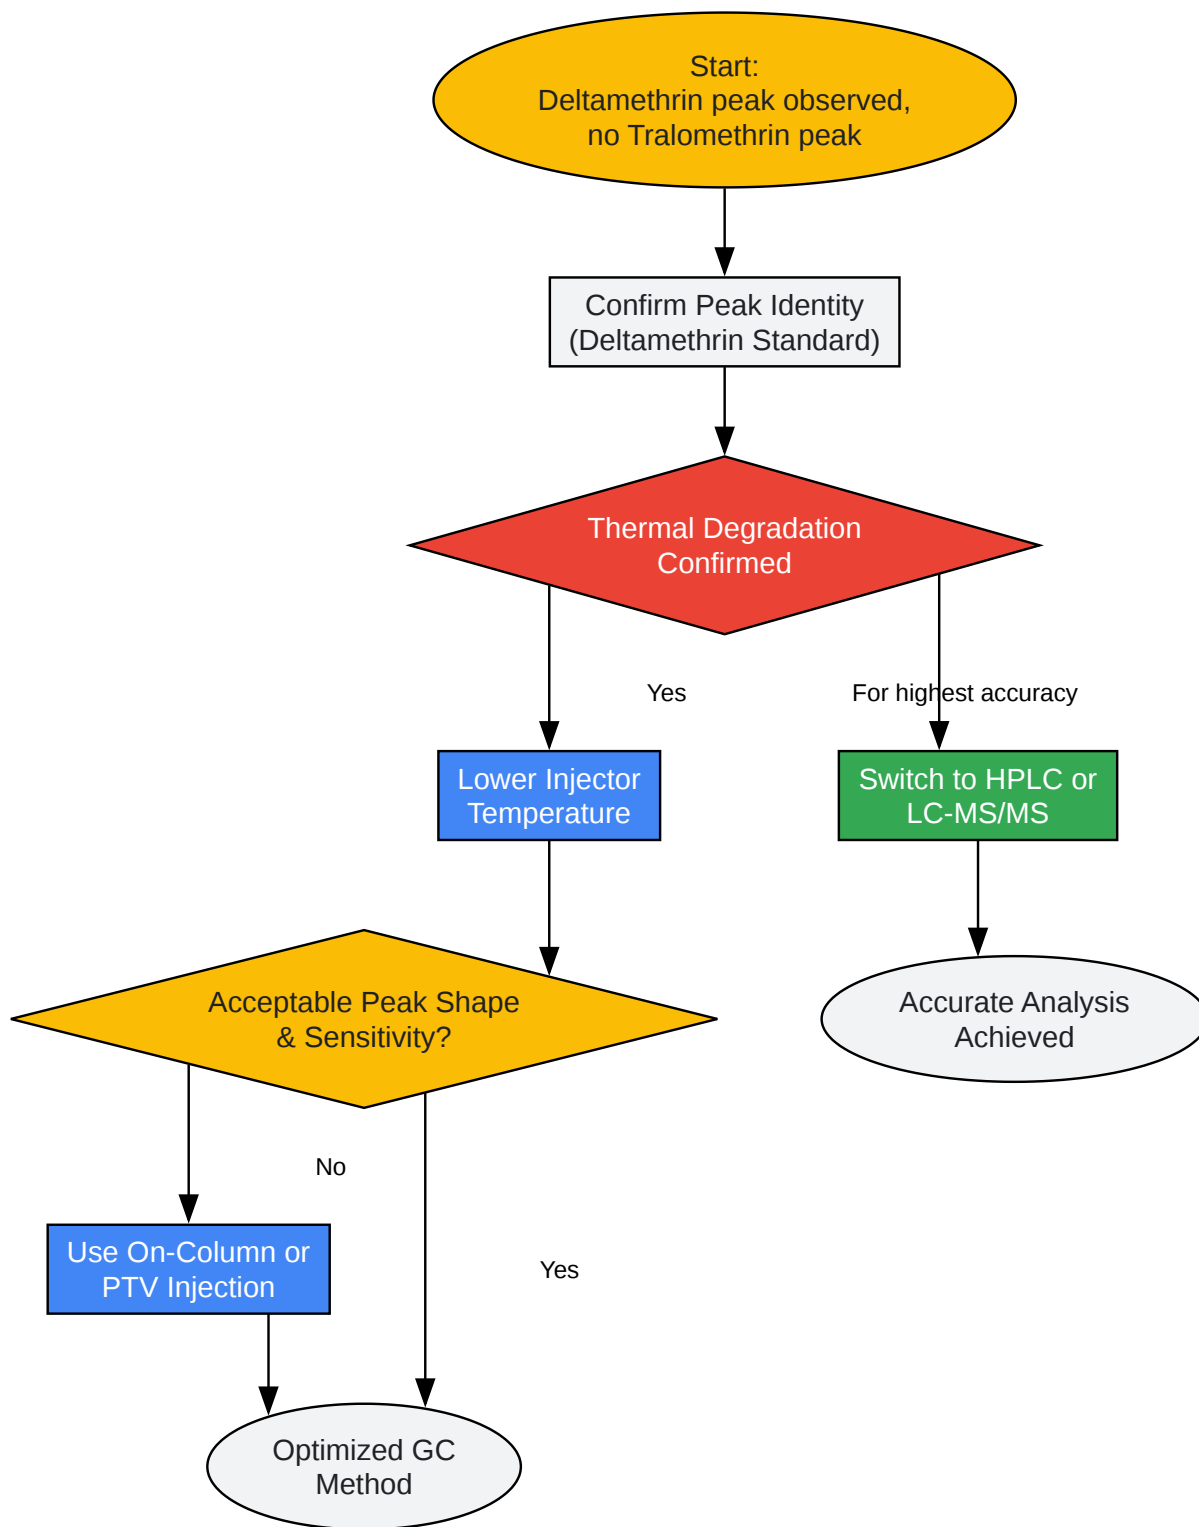 Start:
Deltamethrin peak observed,
no Tralomethrin peak
Confirm Peak Identity
(Deltamethrin Standard)
Thermal Degradation
Confirmed
Yes
For highest accuracy
Lower Injector
Temperature
Switch to HPLC or
LC-MS/MS
Acceptable Peak Shape
& Sensitivity?
Accurate Analysis
Achieved
No
Use On-Column or
PTV Injection
Yes
Optimized GC
Method